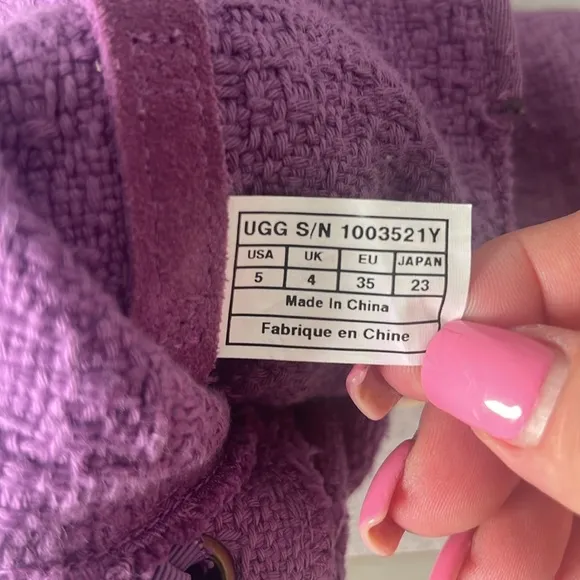 UGG S/N 1003521Y
USA UK EU JAPAN
5 4 35 23
Made In China
Fabrique en Chine